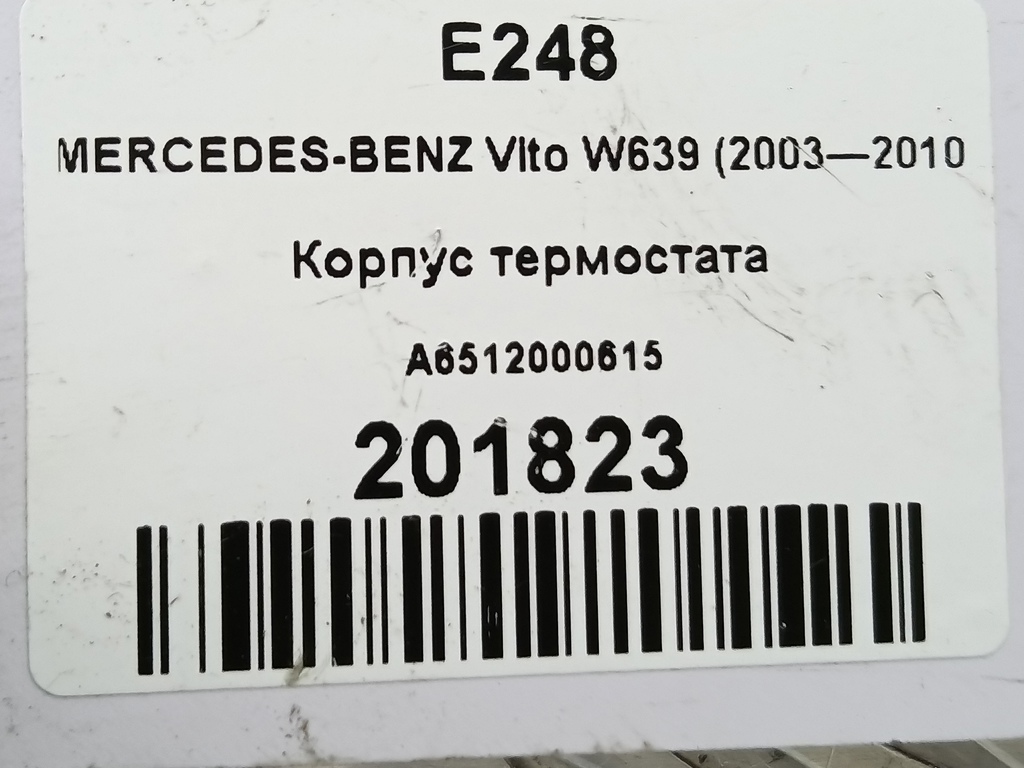 E248
MERCEDES-BENZ Vito W639 (2003—2010
Корпус термостата
A6512000615
201823